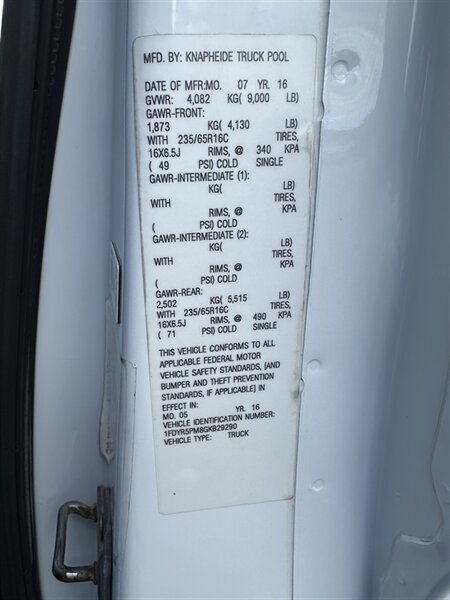 MFD. BY: KNAPHEIDE TRUCK POOL
DATE OF MFR:MO. 07 YR. 16
GVWR: 4,082 KG( 9,000 LB)
GAWR-FRONT:
1,873 KG( 4,130 LB)
WITH 235/65R16C TIRES,
16X6.5J RIMS, @ 340 KPA
( 49 PSI) COLD SINGLE
GAWR-INTERMEDIATE (1):
KG( LB)
WITH TIRES,
RIMS, @ KPA
( PSI) COLD
GAWR-INTERMEDIATE (2):
KG( LB)
WITH TIRES,
RIMS, @ KPA
( PSI) COLD
GAWR-REAR:
2,502 KG( 5,515 LB)
WITH 235/65R16C TIRES,
16X6.5J RIMS, @ 490 KPA
( 71 PSI) COLD SINGLE
THIS VEHICLE CONFORMS TO ALL
APPLICABLE FEDERAL MOTOR
VEHICLE SAFETY STANDARDS, [AND
BUMPER AND THEFT PREVENTION
STANDARDS, IF APPLICABLE] IN
EFFECT IN:
MO. 05 YR. 16
VEHICLE IDENTIFICATION NUMBER:
1FDYR5PM8GKB29290
VEHICLE TYPE: TRUCK